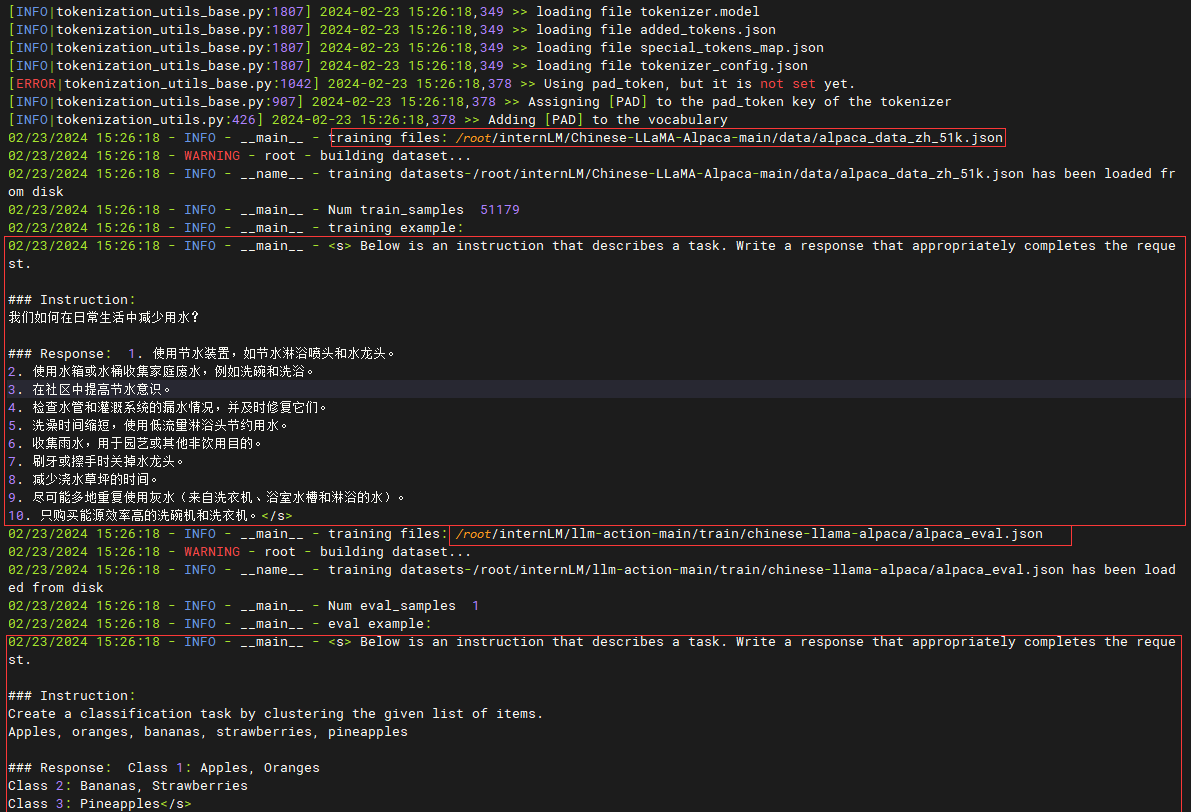 [INFO|tokenization_utils_base.py:1807] 2024-02-23 15:26:18,349 >> loading file tokenizer.model
[INFO|tokenization_utils_base.py:1807] 2024-02-23 15:26:18,349 >> loading file added_tokens.json
[INFO|tokenization_utils_base.py:1807] 2024-02-23 15:26:18,349 >> loading file special_tokens_map.json
[INFO|tokenization_utils_base.py:1807] 2024-02-23 15:26:18,349 >> loading file tokenizer_config.json
[ERROR|tokenization_utils_base.py:1042] 2024-02-23 15:26:18,378 >> Using pad_token, but it is not set yet.
[INFO|tokenization_utils_base.py:907] 2024-02-23 15:26:18,378 >> Assigning [PAD] to the pad_token key of the tokenizer
[INFO|tokenization_utils.py:426] 2024-02-23 15:26:18,378 >> Adding [PAD] to the vocabulary
02/23/2024 15:26:18 - INFO - __main__ - training files: /root/internLM/Chinese-LLaMA-Alpaca-main/data/alpaca_data_zh_51k.json
02/23/2024 15:26:18 - WARNING - root - building dataset...
02/23/2024 15:26:18 - INFO - __name__ - training datasets-/root/internLM/Chinese-LLaMA-Alpaca-main/data/alpaca_data_zh_51k.json has been loaded fr
om disk
02/23/2024 15:26:18 - INFO - __main__ - Num train_samples  51179
02/23/2024 15:26:18 - INFO - __main__ - training example:
02/23/2024 15:26:18 - INFO - __main__ - <s> Below is an instruction that describes a task. Write a response that appropriately completes the reque
st.
### Instruction:
我们如何在日常生活中减少用水？
### Response:  1. 使用节水装置，如节水淋浴喷头和水龙头。
2. 使用水箱或水桶收集家庭废水，例如洗碗和洗浴。
3. 在社区中提高节水意识。
4. 检查水管和灌溉系统的漏水情况，并及时修复它们。
5. 洗澡时间缩短，使用低流量淋浴头节约用水。
6. 收集雨水，用于园艺或其他非饮用目的。
7. 刷牙或擦手时关掉水龙头。
8. 减少浇水草坪的时间。
9. 尽可能多地重复使用灰水（来自洗衣机、浴室水槽和淋浴的水）。
10. 只购买能源效率高的洗碗机和洗衣机。</s>
02/23/2024 15:26:18 - INFO - __main__ - training files: /root/internLM/llm-action-main/train/chinese-llama-alpaca/alpaca_eval.json
02/23/2024 15:26:18 - WARNING - root - building dataset...
02/23/2024 15:26:18 - INFO - __name__ - training datasets-/root/internLM/llm-action-main/train/chinese-llama-alpaca/alpaca_eval.json has been load
ed from disk
02/23/2024 15:26:18 - INFO - __main__ - Num eval_samples  1
02/23/2024 15:26:18 - INFO - __main__ - eval example:
02/23/2024 15:26:18 - INFO - __main__ - <s> Below is an instruction that describes a task. Write a response that appropriately completes the reque
st.
### Instruction:
Create a classification task by clustering the given list of items.
Apples, oranges, bananas, strawberries, pineapples
### Response:  Class 1: Apples, Oranges
Class 2: Bananas, Strawberries
Class 3: Pineapples</s>